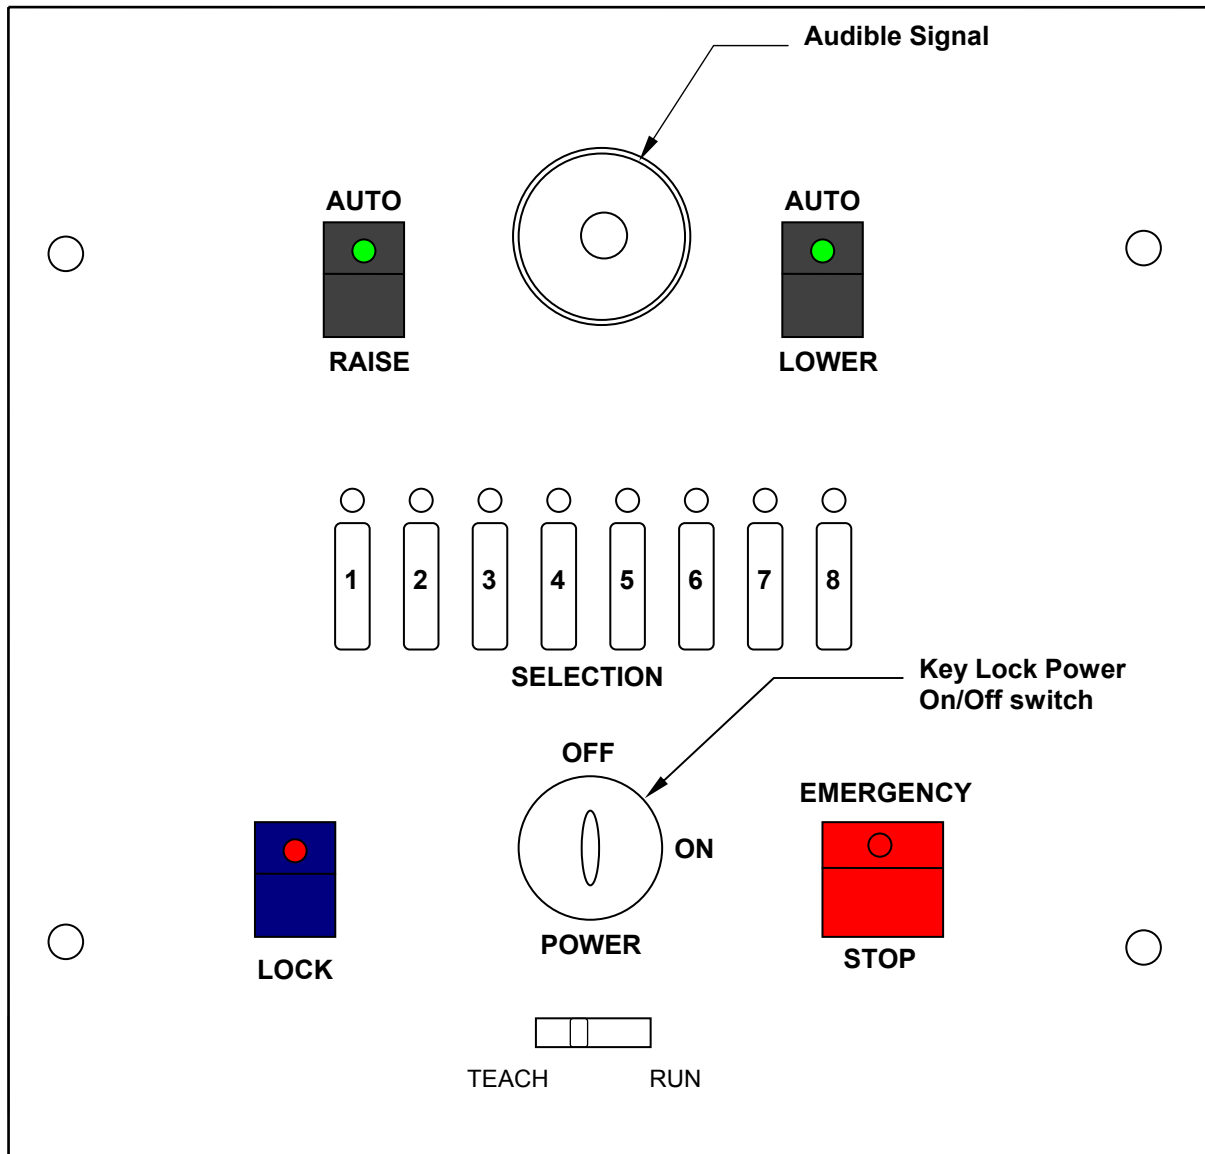 Audible Signal
AUTO
AUTO
RAISE
LOWER
1 2 3 4 5 6 7 8
SELECTION
Key Lock Power
On/Off switch
OFF
EMERGENCY
ON
POWER
STOP
LOCK
TEACH RUN